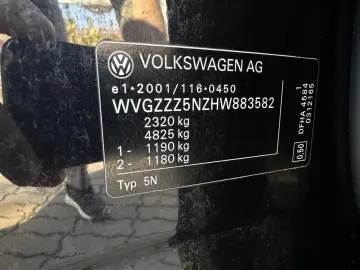 VOLKSWAGEN AG
e1*2001/116*0450
WVGZZZ5NZHW883582
2320 kg
4825 kg
1- 1190 kg
2- 1180 kg
Typ 5N
DFHA 4584
0312165
0,50